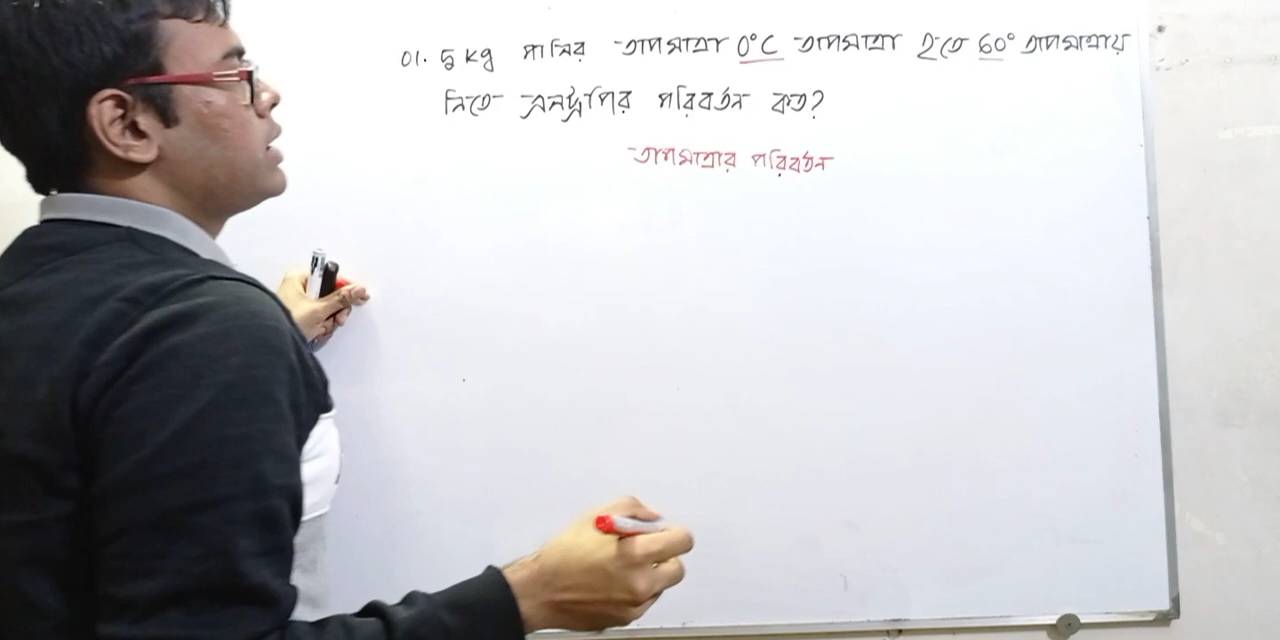 01. 5 kg পানির তাপমাত্রা 0°C তাপমাত্রা হতে 60° তাপমাত্রায়
নিতে এনট্রপির পরিবর্তন কত?
তাপমাত্রার পরিবর্তন